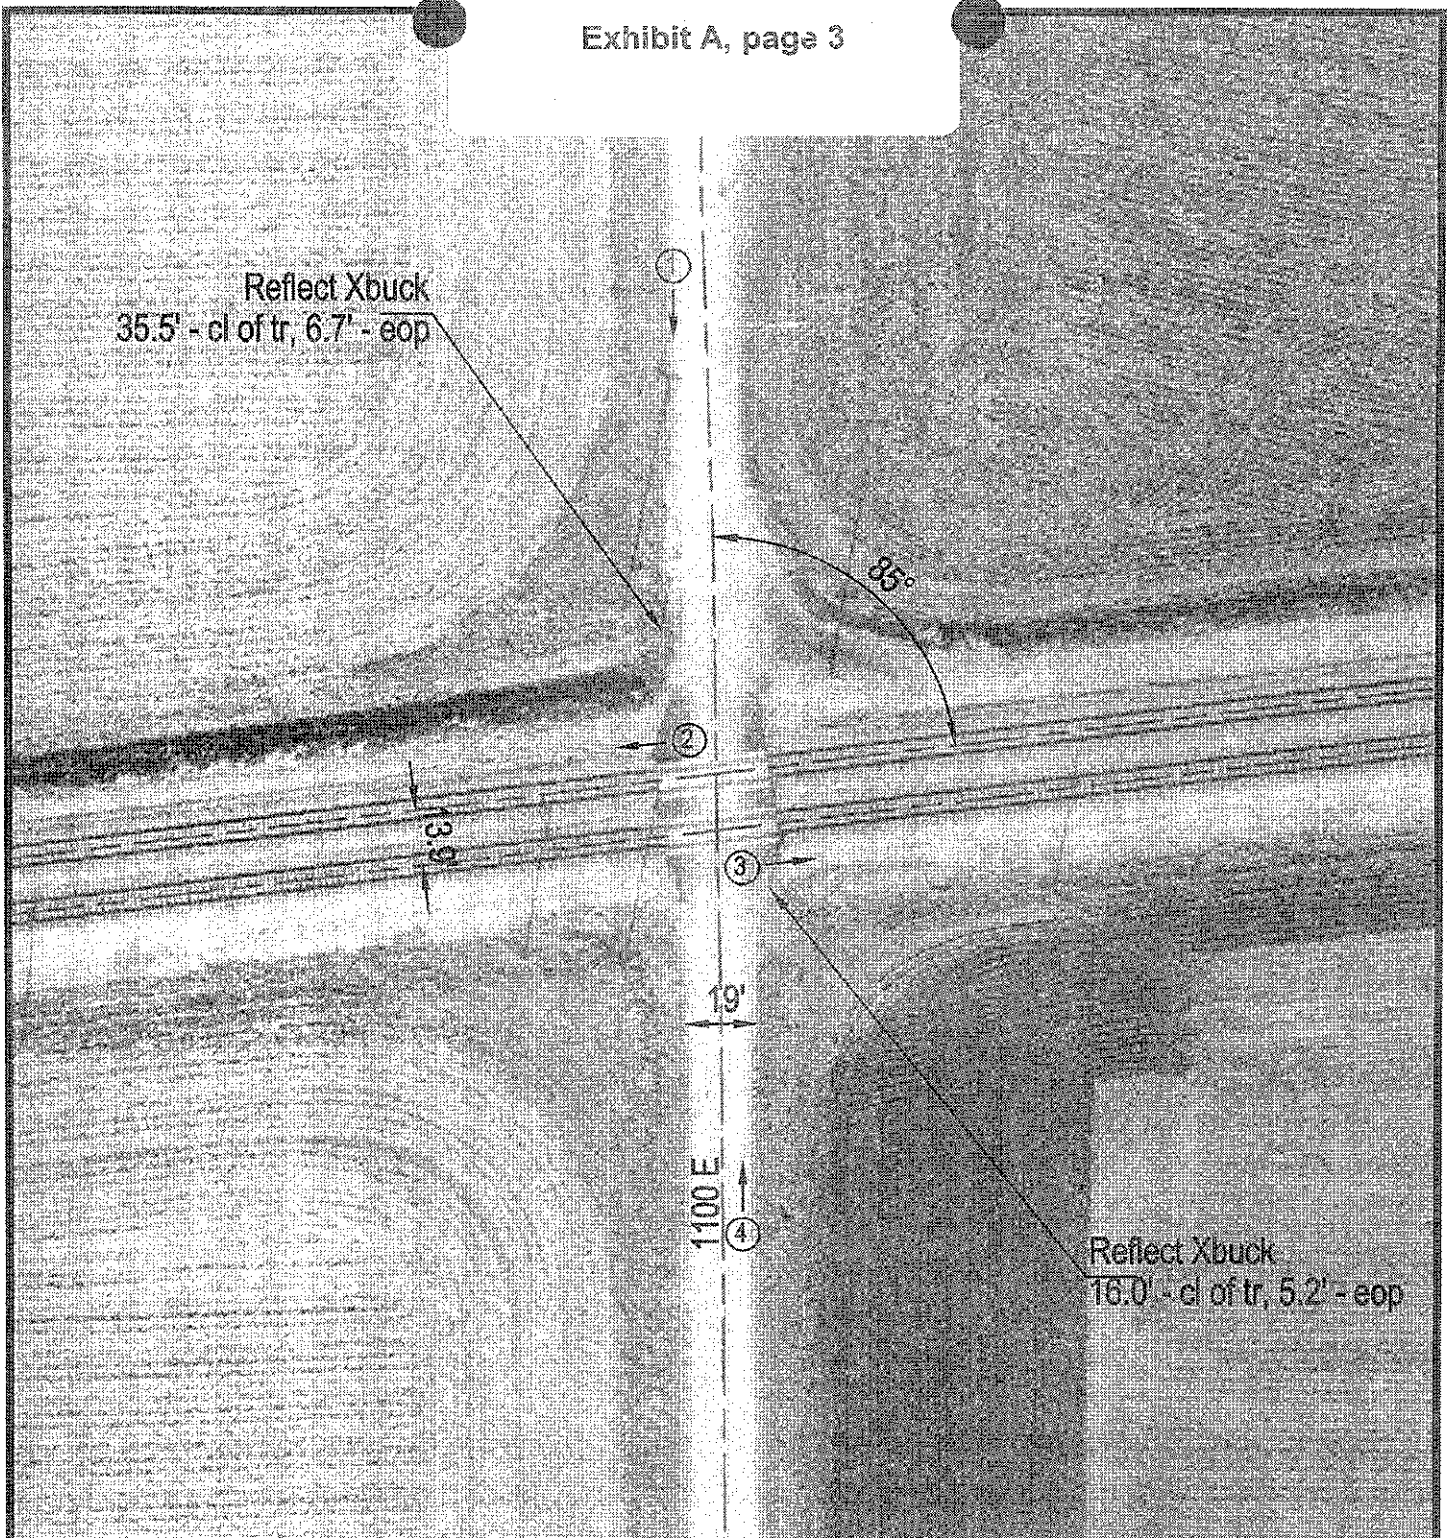 Exhibit A, page 3
Reflect Xbuck
35.5' - cl of tr, 6.7' - eop
85°
2
13.9'
3
19'
1100 E
4
Reflect Xbuck
16.0' - cl of tr, 5.2' - eop